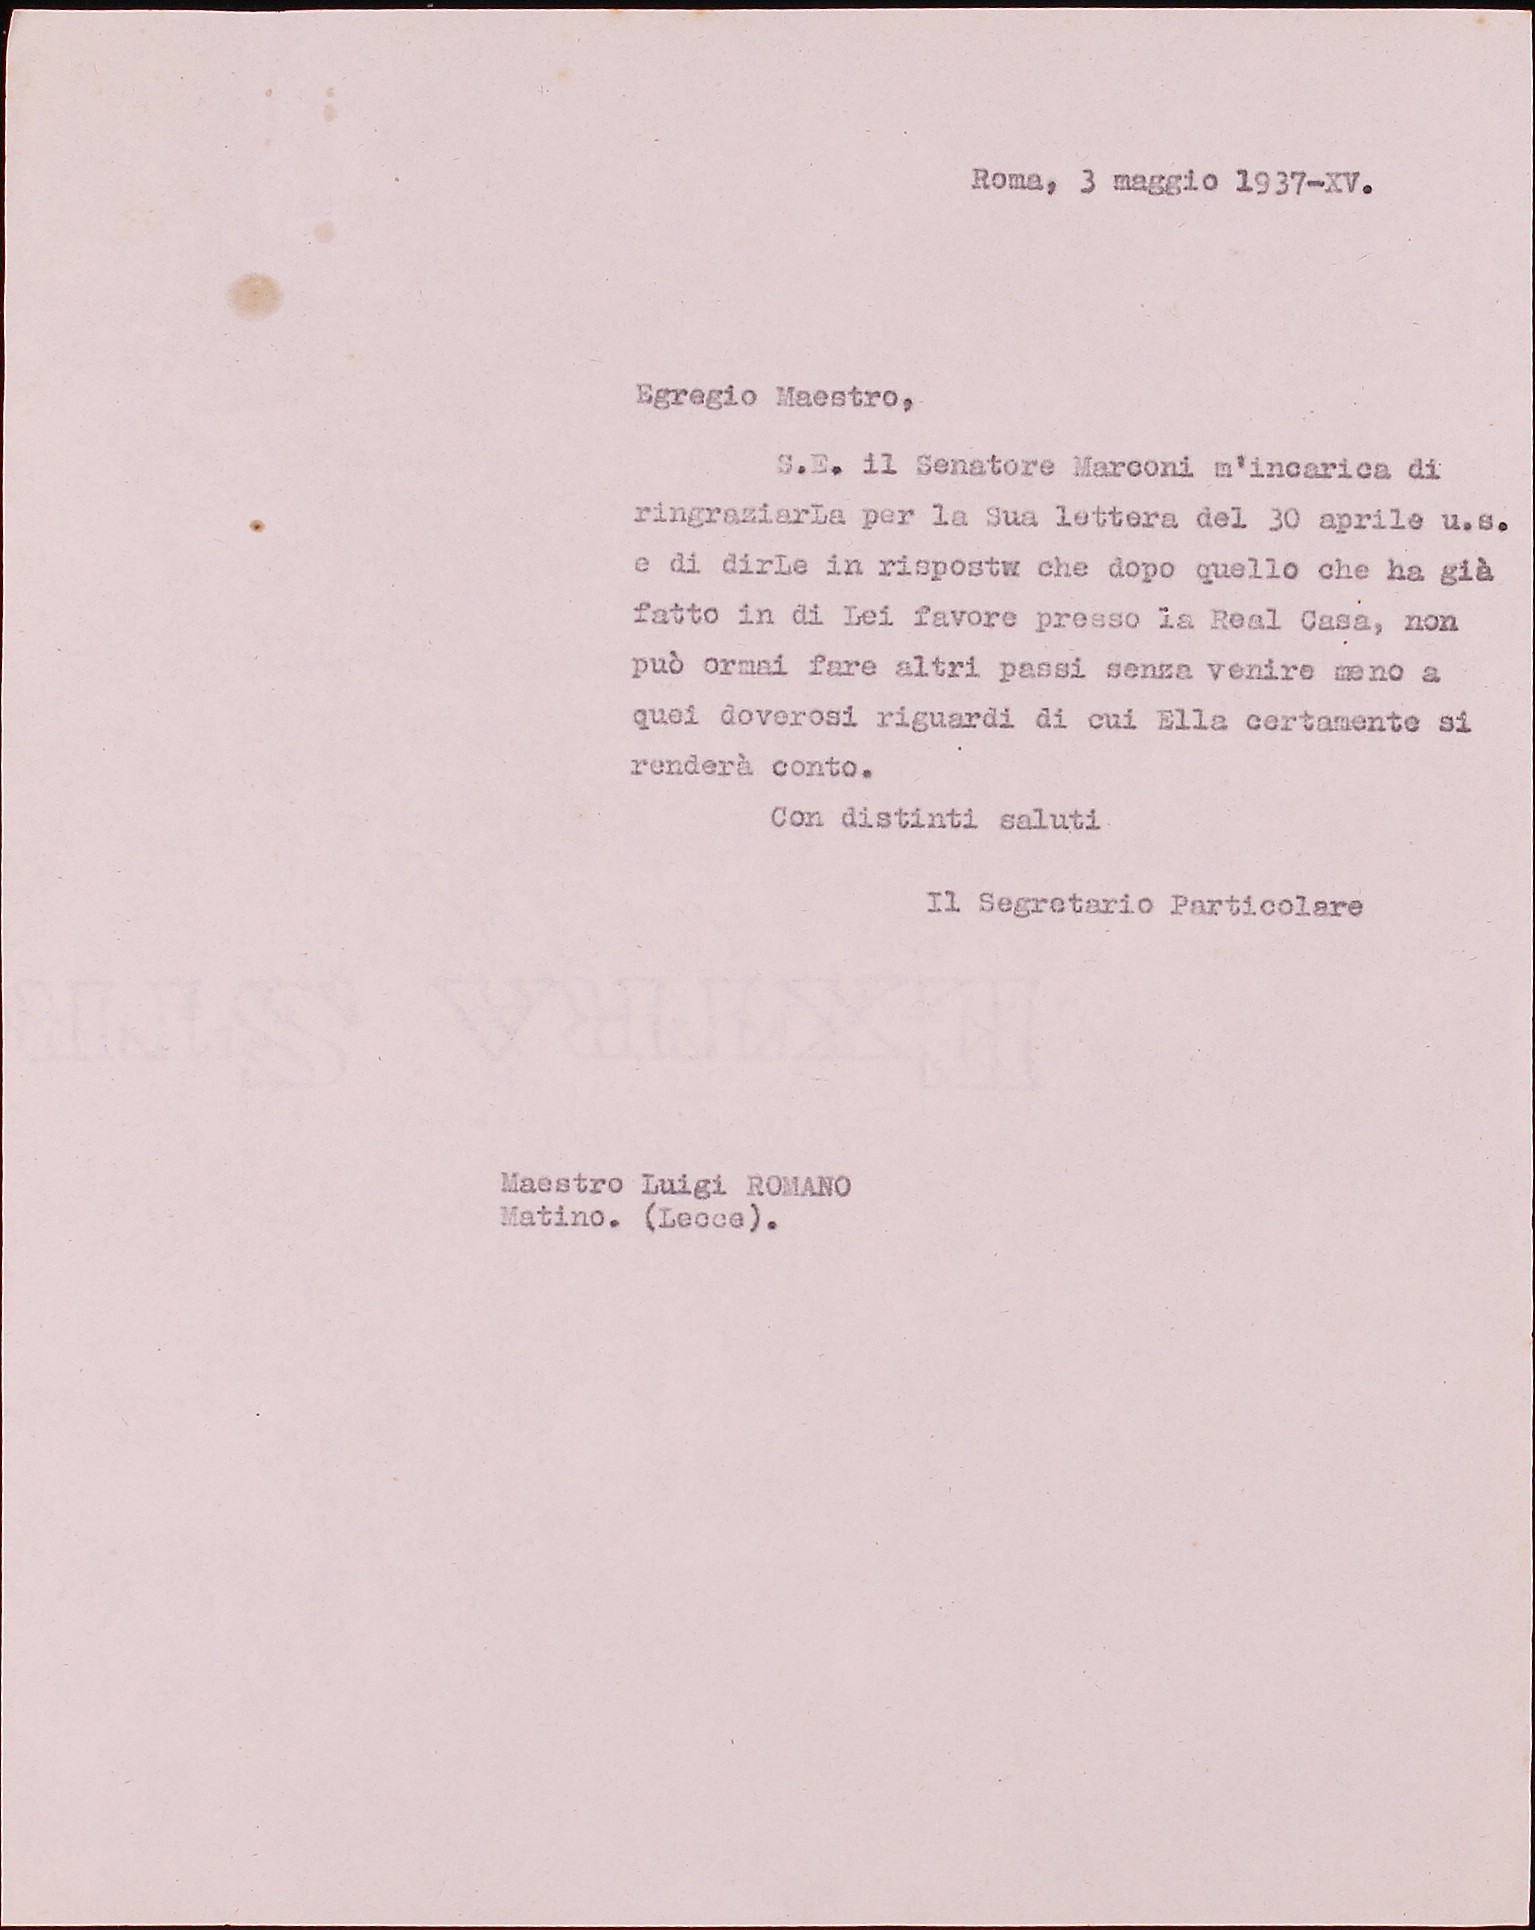 Roma, 3 maggio 1937-XV.
Egregio Maestro,
S.E. il Senatore Marconi m'incarica di
ringraziarLa per la Sua lettera del 30 aprile u.s.
e di dirLe in rispostw che dopo quello che ha già
fatto in di Lei favore presso la Real Casa, non
può ormai fare altri passi senza venire meno a
quei doverosi riguardi di cui Ella certamente si
renderà conto.
Con distinti saluti
Il Segretario Particolare
Maestro Luigi ROMANO
Matino. (Lecce).